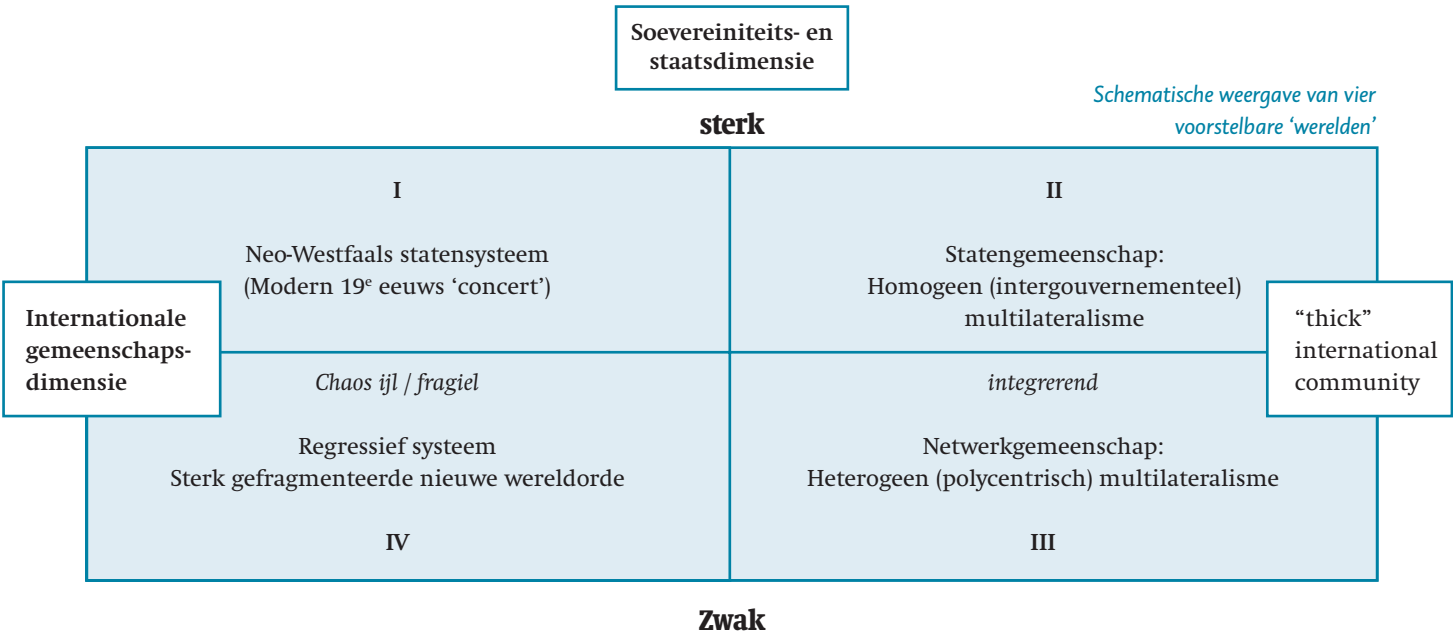 Soevereiniteits- en
staatsdimensie
Schematische weergave van vier
voorstelbare ‘werelden’
sterk
I
Neo-Westfaals statensysteem
(Modern 19e eeuws ‘concert’)
II
Statengemeenschap:
Homogeen (intergouvernementeel)
multilateralisme
Internationale
gemeenschaps-
dimensie
“thick”
international
community
Chaos ijl / fragiel
Regressief systeem
Sterk gefragmenteerde nieuwe wereldorde
IV
integrerend
Netwerkgemeenschap:
Heterogeen (polycentrisch) multilateralisme
III
Zwak